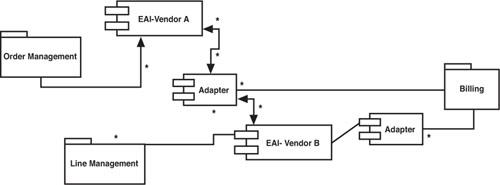 EAI-Vendor A
*
Order Management
*
*
Adapter
*
Billing
*
*
*
EAI- Vendor B
Adapter
*
Line Management